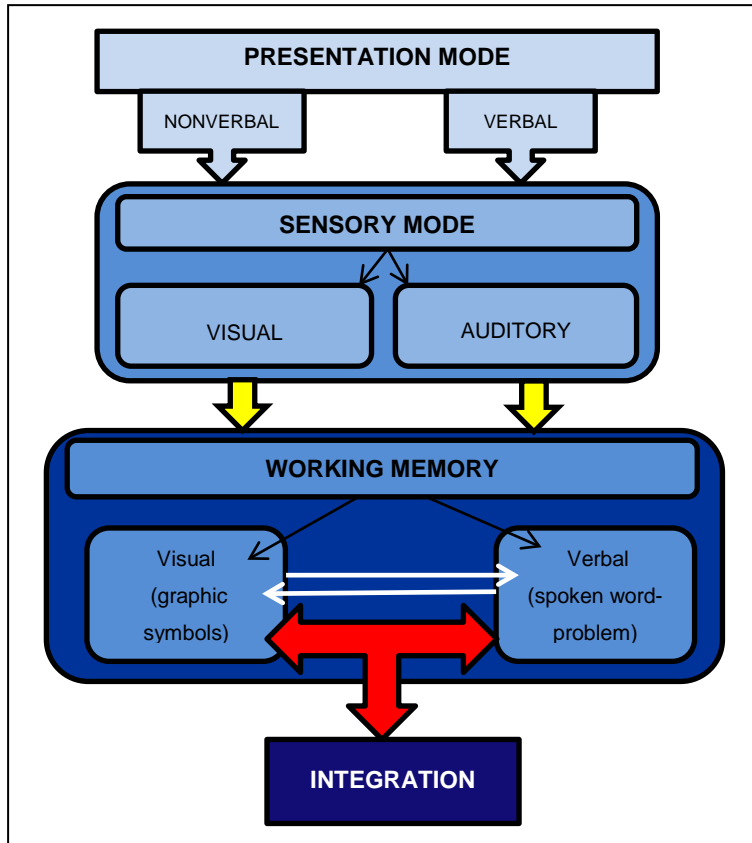 PRESENTATION MODE
NONVERBAL
VERBAL
SENSORY MODE
VISUAL
AUDITORY
WORKING MEMORY
Visual
(graphic
symbols)
Verbal
(spoken word-
problem)
INTEGRATION